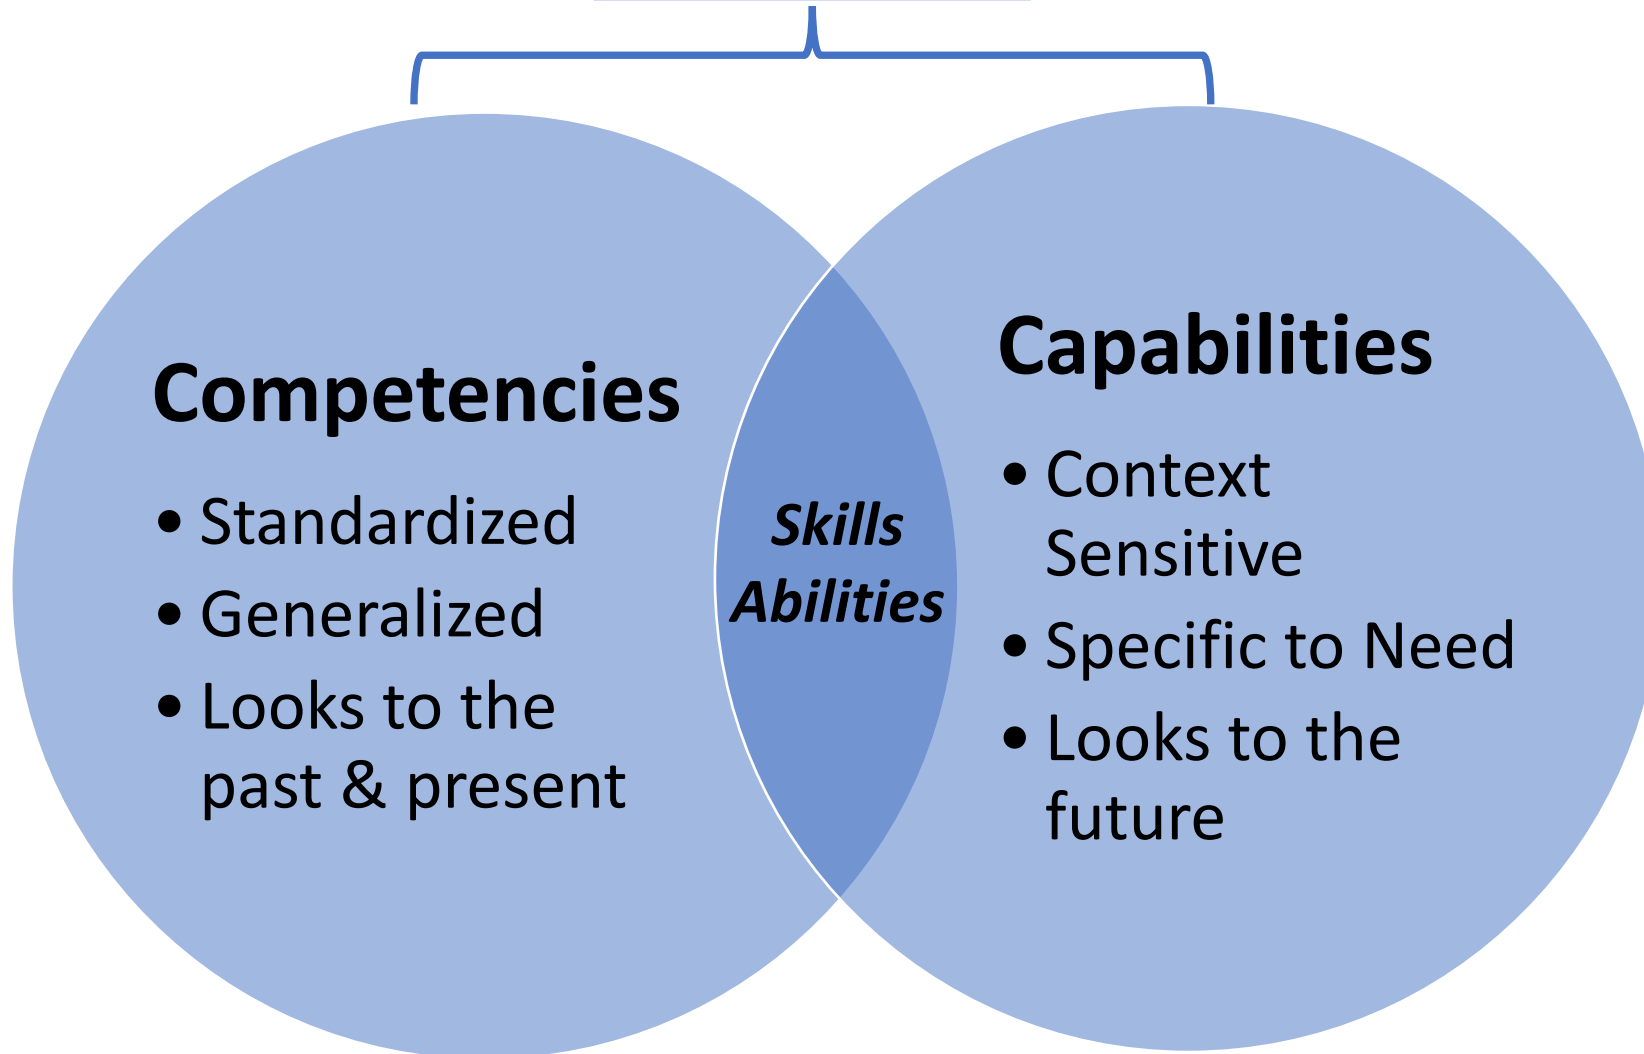 Competencies
• Standardized
• Generalized
• Looks to the
past & present
Skills
Abilities
Capabilities
• Context
Sensitive
• Specific to Need
• Looks to the
future